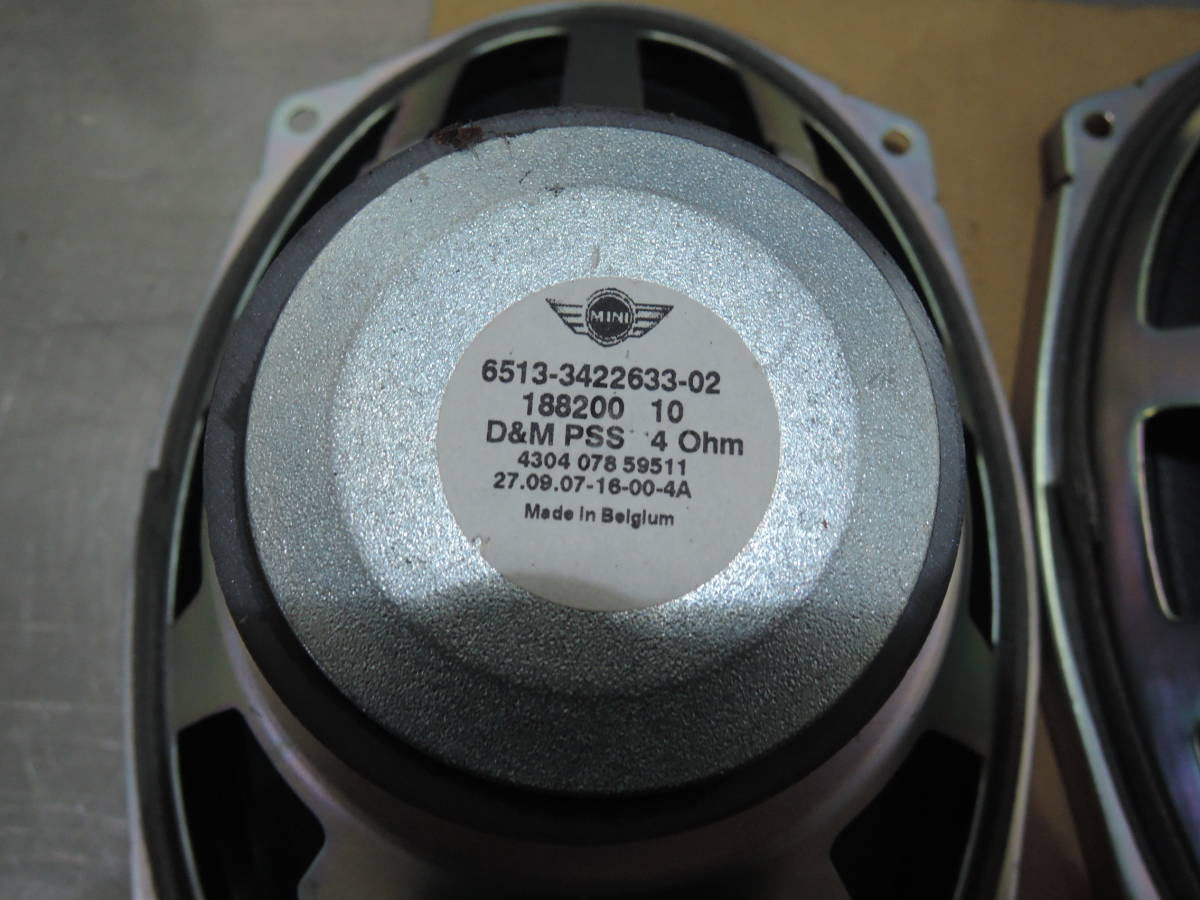 MINI
6513-3422633-02
188200 10
D&M PSS 4 Ohm
4304 078 59511
27.09.07-16-00-4A
Made in Belgium